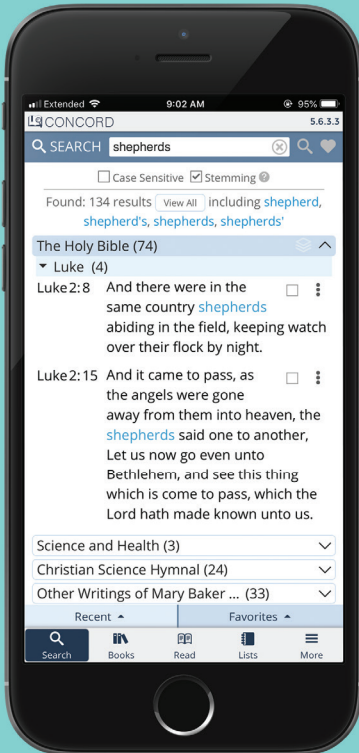 Extended 9:02 AM 95%
CONCORD 5.6.3.3
SEARCH shepherds
Case Sensitive Stemming
Found: 134 results View All including shepherd,
shepherd's, shepherds, shepherds'
The Holy Bible (74)
Luke (4)
Luke 2:8 And there were in the
same country shepherds
abiding in the field, keeping watch
over their flock by night.
Luke 2:15 And it came to pass, as
the angels were gone
away from them into heaven, the
shepherds said one to another,
Let us now go even unto
Bethlehem, and see this thing
which is come to pass, which the
Lord hath made known unto us.
Science and Health (3)
Christian Science Hymnal (24)
Other Writings of Mary Baker ... (33)
Recent Favorites
Search Books Read Lists More